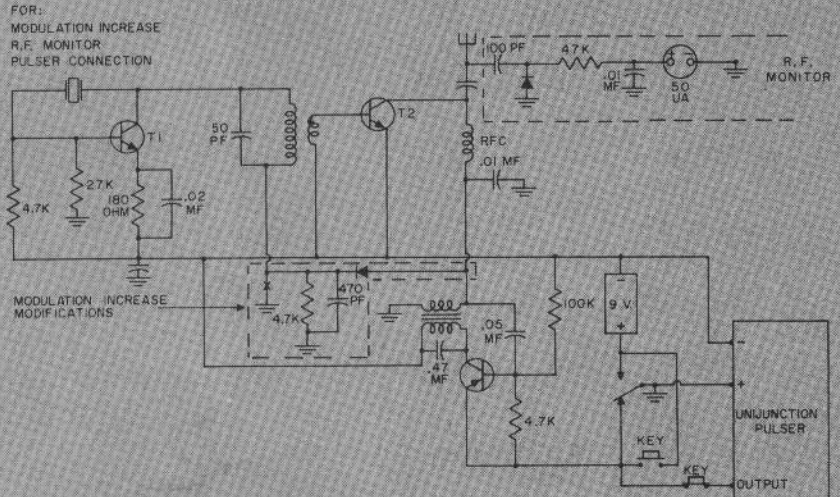 FOR:
MODULATION INCREASE
R.F. MONITOR
PULSER CONNECTION
100 PF
4.7K
.01
MF
50
UA
R.F.
MONITOR
T1
50
PF
T2
RFC
.01 MF
4.7K
2.7K
180
OHM
.02
MF
MODULATION INCREASE
MODIFICATIONS
X
4.7K
470
PF
.05
MF
100K
9 V.
.47
MF
4.7K
KEY
KEY
UNIJUNCTION
PULSER
OUTPUT